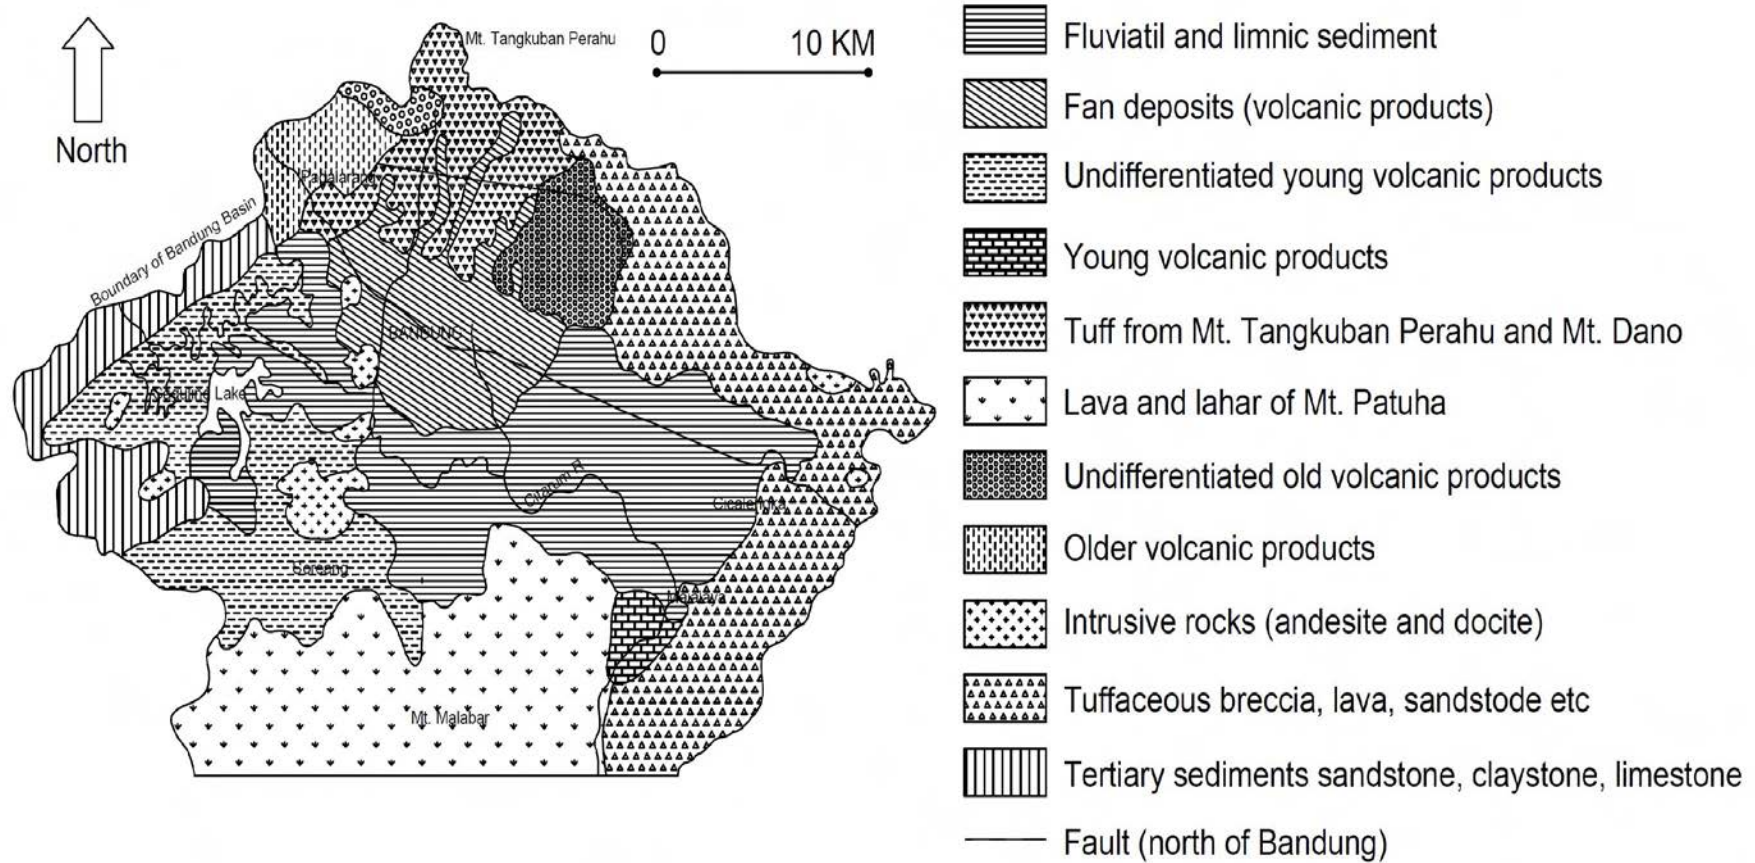 Mt. Tangkuban Perahu
0 10 KM
North
Padalarang
Boundary of Bandung Basin
BANDUNG
Lake
Citarum R.
Cicalengka
Soreang
Majalaya
Mt. Malabar
Fluviatil and limnic sediment
Fan deposits (volcanic products)
Undifferentiated young volcanic products
Young volcanic products
Tuff from Mt. Tangkuban Perahu and Mt. Dano
Lava and lahar of Mt. Patuha
Undifferentiated old volcanic products
Older volcanic products
Intrusive rocks (andesite and docite)
Tuffaceous breccia, lava, sandstode etc
Tertiary sediments sandstone, claystone, limestone
Fault (north of Bandung)